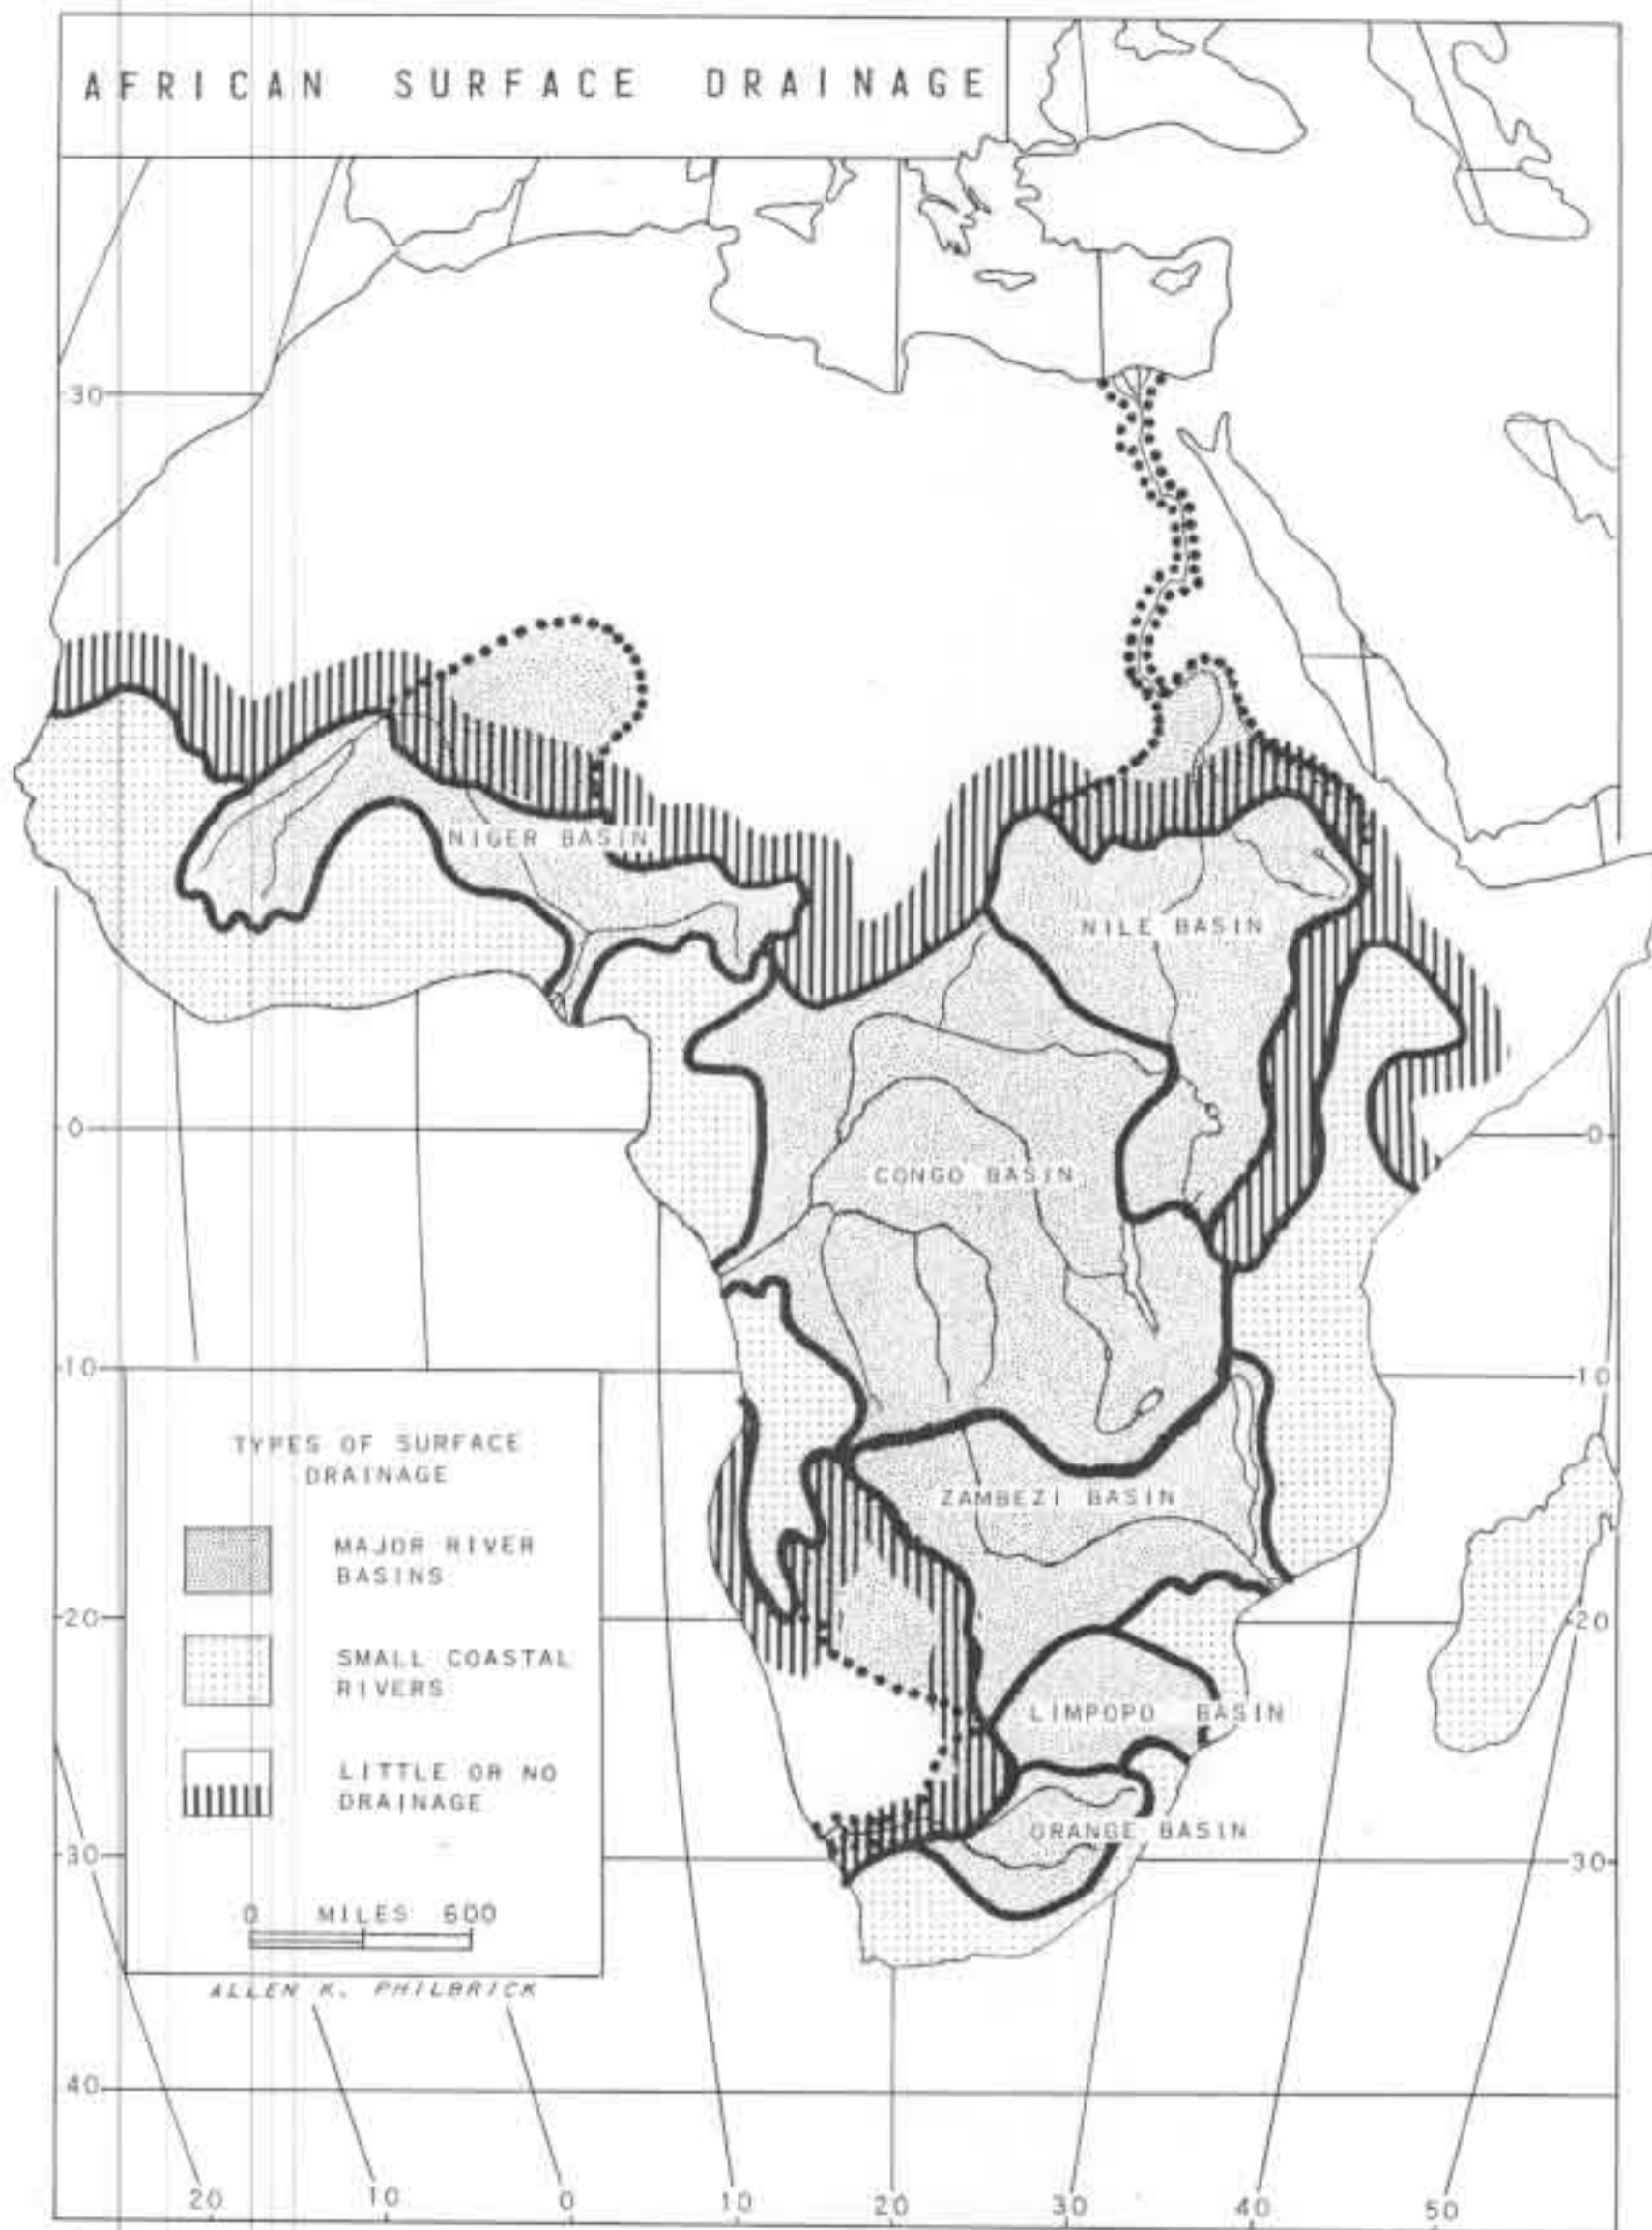 AFRICAN SURFACE DRAINAGE
30
NIGER BASIN
NILE BASIN
0
0
CONGO BASIN
10
10
TYPES OF SURFACE
DRAINAGE
ZAMBEZI BASIN
MAJOR RIVER
BASINS
20
20
SMALL COASTAL
RIVERS
LIMPOPO BASIN
LITTLE OR NO
DRAINAGE
ORANGE BASIN
30
30
0 MILES 600
ALLEN K. PHILBRICK
40
20 10 0 10 20 30 40 50